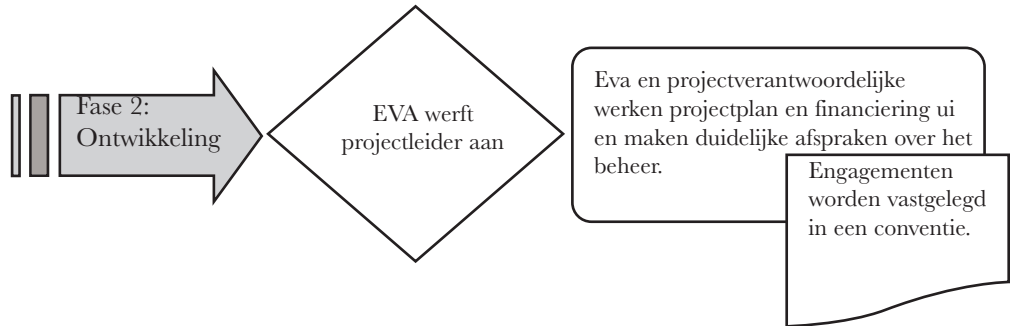 Fase 2:
Ontwikkeling
EVA werft
projectleider aan
Eva en projectverantwoordelijke
werken projectplan en financiering ui
en maken duidelijke afspraken over het
beheer.
Engagementen
worden vastgelegd
in een conventie.